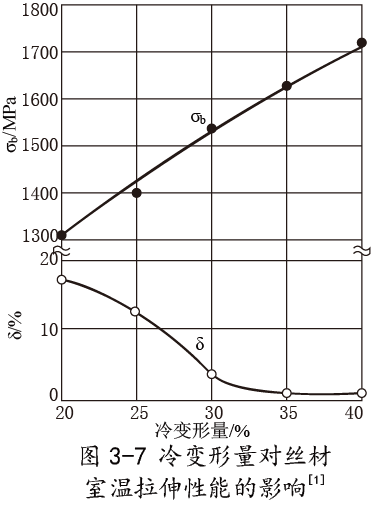 1800
1700
1600
1500
1400
1300
σb/MPa
σb
20
10
0
δ/%
δ
20 25 30 35 40
冷变形量/%
图 3-7 冷变形量对丝材
室温拉伸性能的影响[1]